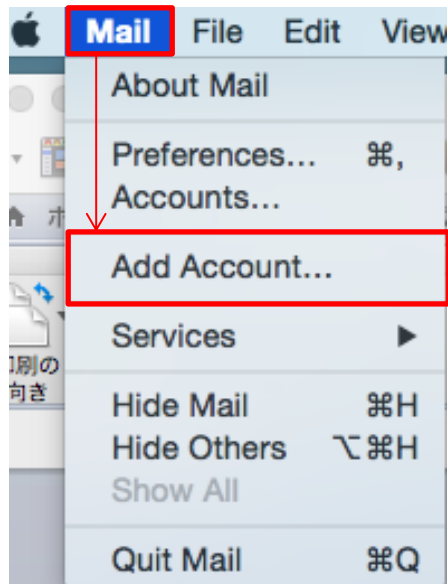 Mail File Edit View
About Mail
Preferences... ⌘,
Accounts...
Add Account...
Services ▶
Hide Mail ⌘H
Hide Others ⌥⌘H
Show All
Quit Mail ⌘Q
ホ
印刷の
向き